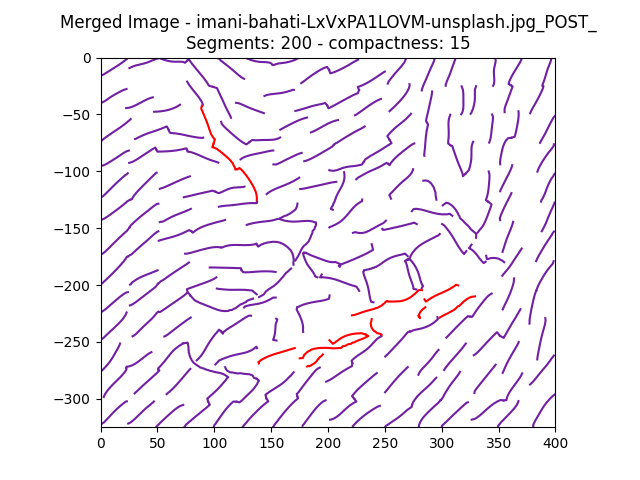 Merged Image - imani-bahati-LxVxPA1LOVM-unsplash.jpg_POST_
Segments: 200 - compactness: 15
0
−50
−100
−150
−200
−250
−300
0 50 100 150 200 250 300 350 400